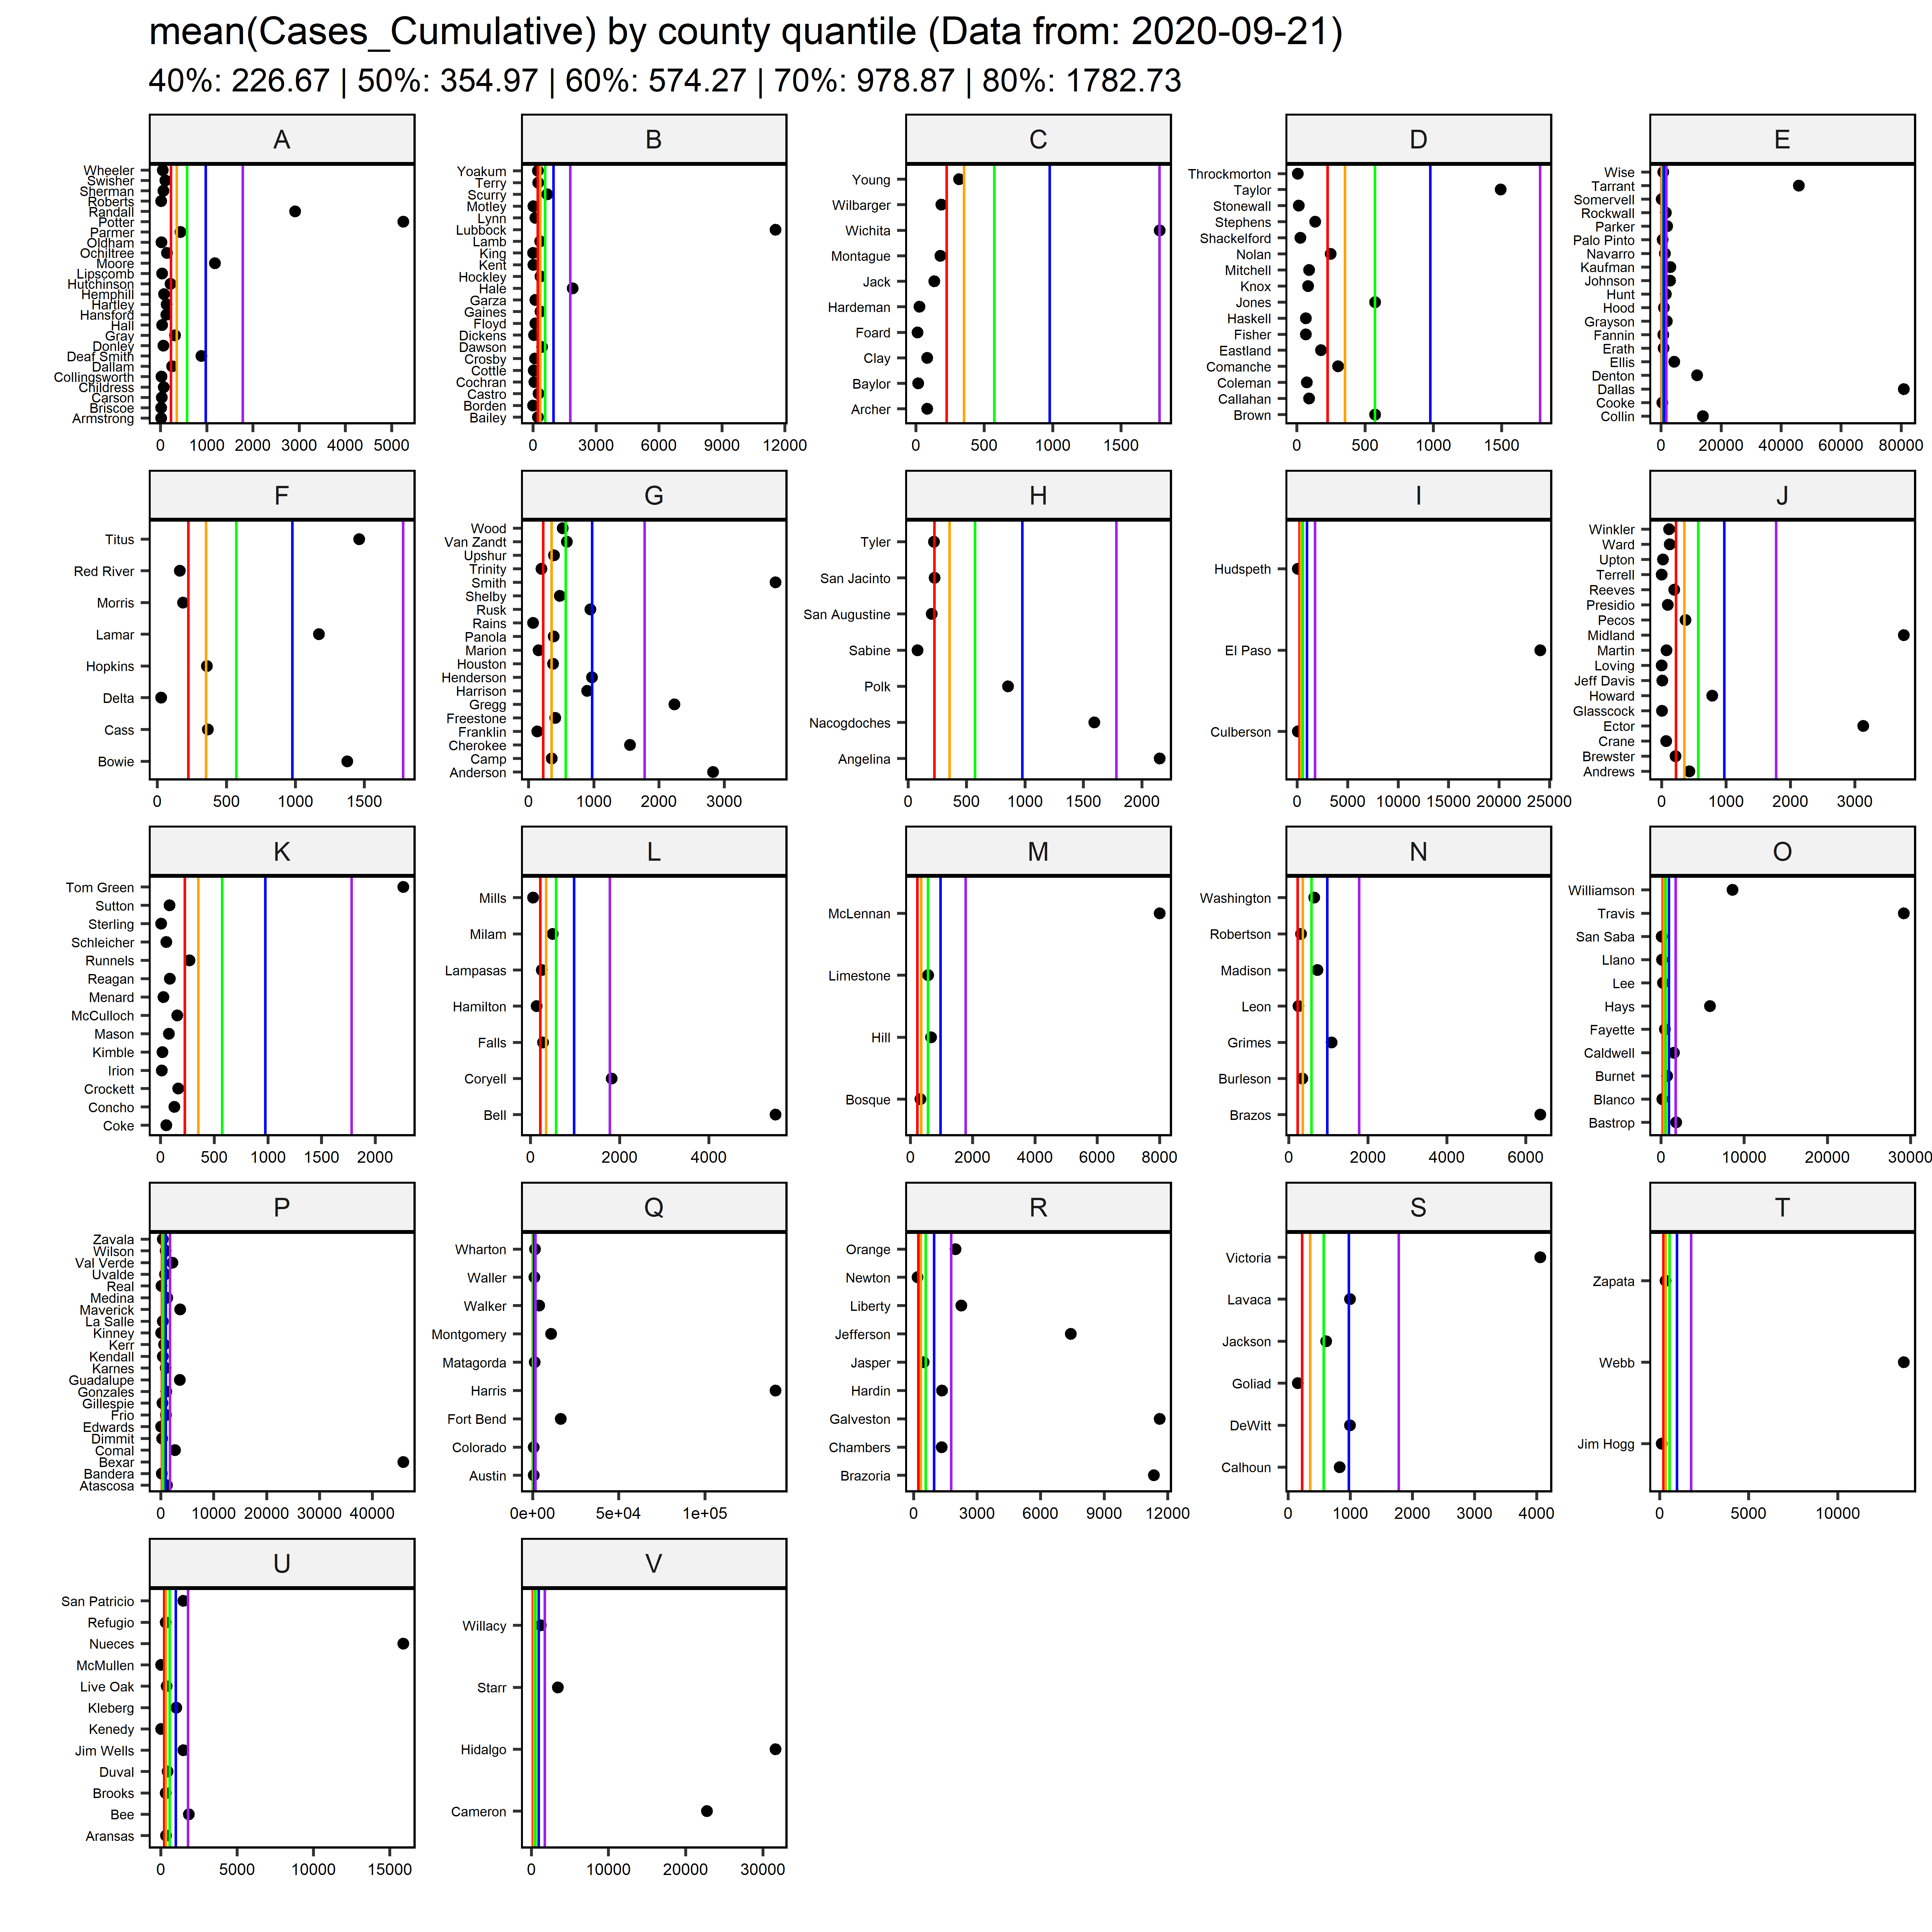 mean(Cases_Cumulative) by county quantile (Data from: 2020-09-21)
40%: 226.67 | 50%: 354.97 | 60%: 574.27 | 70%: 978.87 | 80%: 1782.73
A
Wheeler
Swisher
Sherman
Roberts
Randall
Potter
Parmer
Oldham
Ochiltree
Moore
Lipscomb
Hutchinson
Hemphill
Hartley
Hansford
Hall
Gray
Donley
Deaf Smith
Dallam
Collingsworth
Childress
Carson
Briscoe
Armstrong
0 1000 2000 3000 4000 5000
B
Yoakum
Terry
Scurry
Motley
Lynn
Lubbock
Lamb
King
Kent
Hockley
Hale
Garza
Gaines
Floyd
Dickens
Dawson
Crosby
Cottle
Cochran
Castro
Borden
Bailey
0 3000 6000 9000 12000
C
Young
Wilbarger
Wichita
Montague
Jack
Hardeman
Foard
Clay
Baylor
Archer
0 500 1000 1500
D
Throckmorton
Taylor
Stonewall
Stephens
Shackelford
Nolan
Mitchell
Knox
Jones
Haskell
Fisher
Eastland
Comanche
Coleman
Callahan
Brown
0 500 1000 1500
E
Wise
Tarrant
Somervell
Rockwall
Parker
Palo Pinto
Navarro
Kaufman
Johnson
Hunt
Hood
Grayson
Fannin
Erath
Ellis
Denton
Dallas
Cooke
Collin
0 20000 40000 60000 80000
F
Titus
Red River
Morris
Lamar
Hopkins
Delta
Cass
Bowie
0 500 1000 1500
G
Wood
Van Zandt
Upshur
Trinity
Smith
Shelby
Rusk
Rains
Panola
Marion
Houston
Henderson
Harrison
Gregg
Freestone
Franklin
Cherokee
Camp
Anderson
0 1000 2000 3000
H
Tyler
San Jacinto
San Augustine
Sabine
Polk
Nacogdoches
Angelina
0 500 1000 1500 2000
I
Hudspeth
El Paso
Culberson
0 5000 10000 15000 20000 25000
J
Winkler
Ward
Upton
Terrell
Reeves
Presidio
Pecos
Midland
Martin
Loving
Jeff Davis
Howard
Glasscock
Ector
Crane
Brewster
Andrews
0 1000 2000 3000
K
Tom Green
Sutton
Sterling
Schleicher
Runnels
Reagan
Menard
McCulloch
Mason
Kimble
Irion
Crockett
Concho
Coke
0 500 1000 1500 2000
L
Mills
Milam
Lampasas
Hamilton
Falls
Coryell
Bell
0 2000 4000
M
McLennan
Limestone
Hill
Bosque
0 2000 4000 6000 8000
N
Washington
Robertson
Madison
Leon
Grimes
Burleson
Brazos
0 2000 4000 6000
O
Williamson
Travis
San Saba
Llano
Lee
Hays
Fayette
Caldwell
Burnet
Blanco
Bastrop
0 10000 20000 30000
P
Zavala
Wilson
Val Verde
Uvalde
Real
Medina
Maverick
La Salle
Kinney
Kerr
Kendall
Karnes
Guadalupe
Gonzales
Gillespie
Frio
Edwards
Dimmit
Comal
Bexar
Bandera
Atascosa
0 10000 20000 30000 40000
Q
Wharton
Waller
Walker
Montgomery
Matagorda
Harris
Fort Bend
Colorado
Austin
0e+00 5e+04 1e+05
R
Orange
Newton
Liberty
Jefferson
Jasper
Hardin
Galveston
Chambers
Brazoria
0 3000 6000 9000 12000
S
Victoria
Lavaca
Jackson
Goliad
DeWitt
Calhoun
0 1000 2000 3000 4000
T
Zapata
Webb
Jim Hogg
0 5000 10000
U
San Patricio
Refugio
Nueces
McMullen
Live Oak
Kleberg
Kenedy
Jim Wells
Duval
Brooks
Bee
Aransas
0 5000 10000 15000
V
Willacy
Starr
Hidalgo
Cameron
0 10000 20000 30000